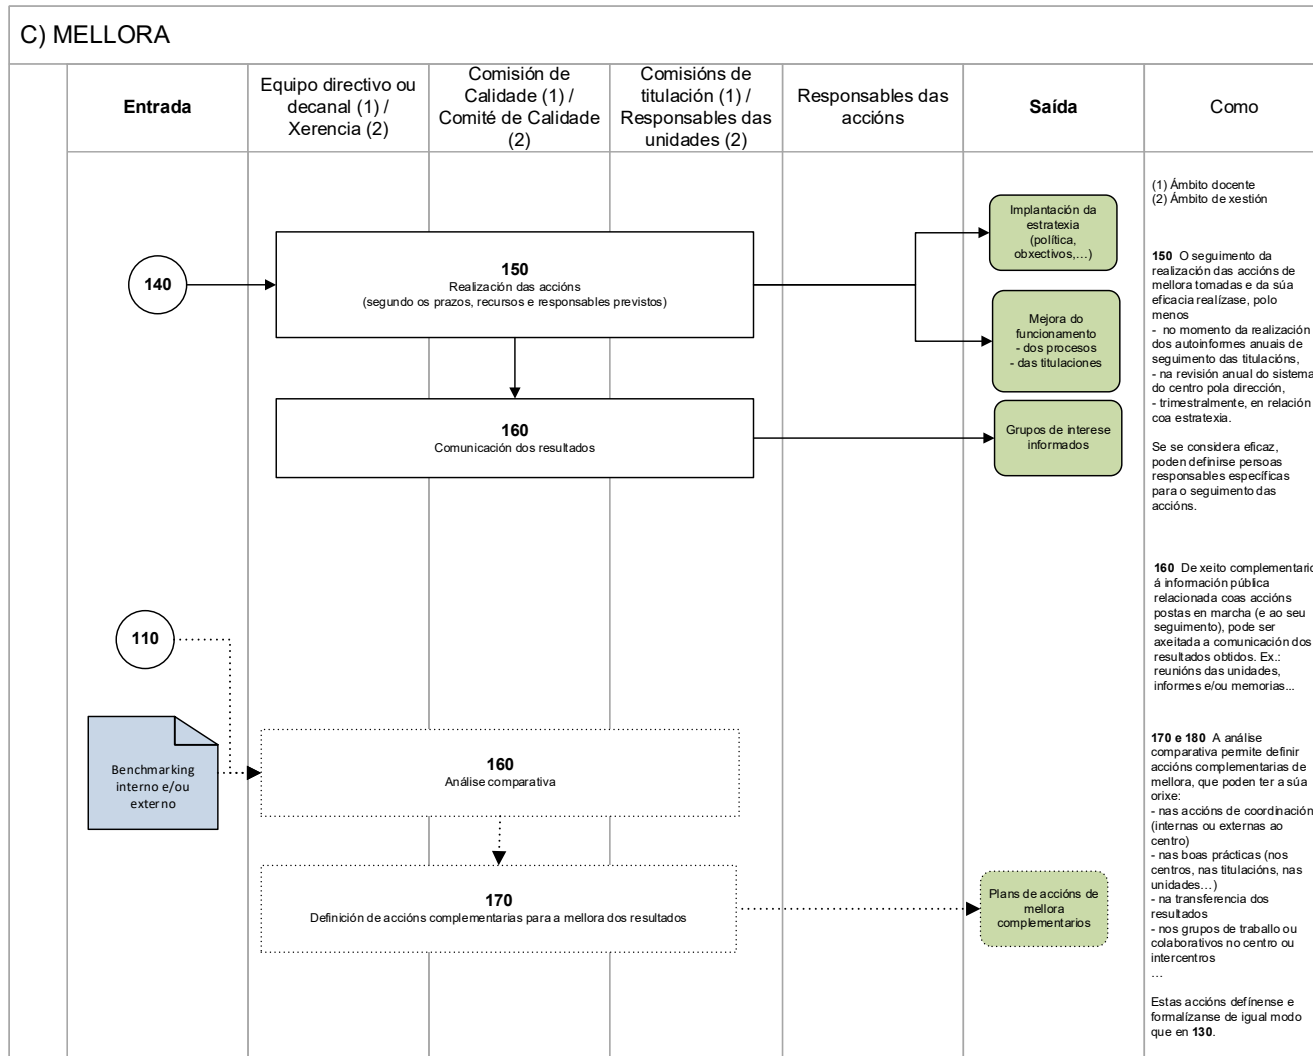 C) MELLORA
Entrada
Equipo directivo ou
decanal (1) /
Xerencia (2)
Comisión de
Calidade (1) /
Comité de Calidade
(2)
Comisións de
titulación (1) /
Responsables das
unidades (2)
Responsables das
accións
Saída
Como
140
150
Realización das accións
(segundo os prazos, recursos e responsables previstos)
Implantación da
estratexia
(política,
obxectivos,…)
Mejora do
funcionamento
- dos procesos
- das titulaciones
160
Comunicación dos resultados
Grupos de interese
informados
110
Benchmarking
interno e/ou
externo
160
Análise comparativa
170
Definición de accións complementarias para a mellora dos resultados
Plans de accións de
mellora
complementarios
(1) Ámbito docente
(2) Ámbito de xestión
150 O seguimento da
realización das accións de
mellora tomadas e da súa
eficacia realízase, polo
menos
- no momento da realización
dos autoinformes anuais de
seguimento das titulacións,
- na revisión anual do sistema
do centro pola dirección,
- trimestralmente, en relación
coa estratexia.
Se se considera eficaz,
poden definirse persoas
responsables específicas
para o seguimento das
accións.
160 De xeito complementario
á información pública
relacionada coas accións
postas en marcha (e ao seu
seguimento), pode ser
axeitada a comunicación dos
resultados obtidos. Ex.:
reunións das unidades,
informes e/ou memorias...
170 e 180 A análise
comparativa permite definir
accións complementarias de
mellora, que poden ter a súa
orixe:
- nas accións de coordinación
(internas ou externas ao
centro)
- nas boas prácticas (nos
centros, nas titulacións, nas
unidades…)
- na transferencia dos
resultados
- nos grupos de traballo ou
colaborativos no centro ou
intercentros
…
Estas accións defínense e
formalízanse de igual modo
que en 130.